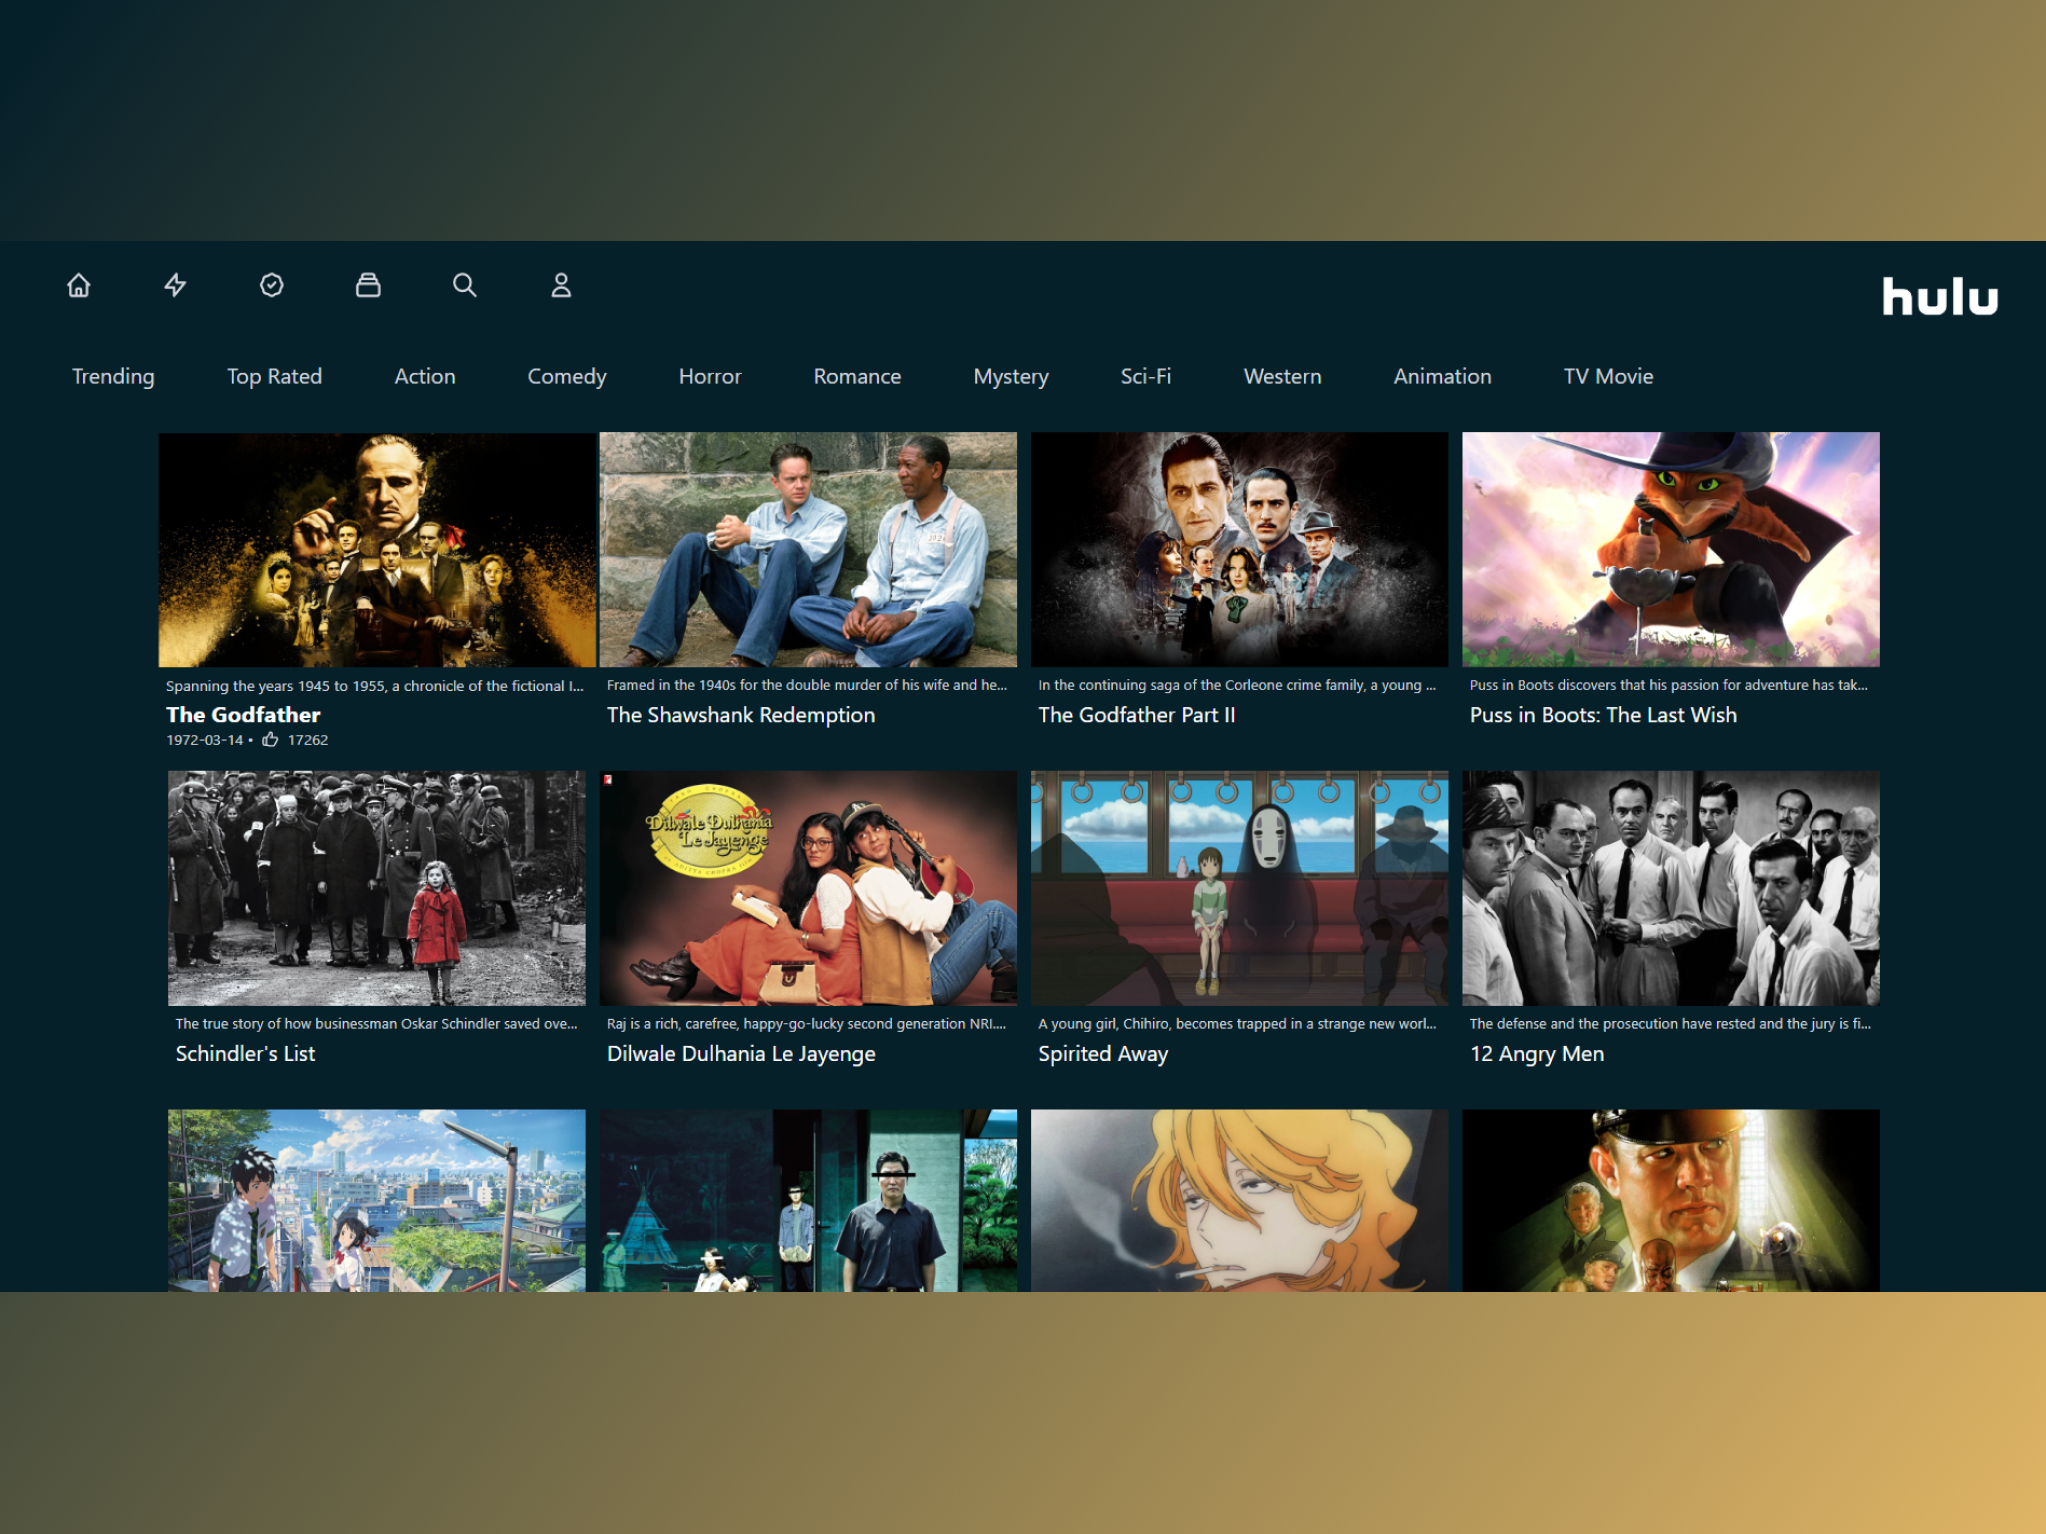 hulu
Trending Top Rated Action Comedy Horror Romance Mystery Sci-Fi Western Animation TV Movie
Spanning the years 1945 to 1955, a chronicle of the fictional I...
The Godfather
1972-03-14 • 17262
Framed in the 1940s for the double murder of his wife and he...
The Shawshank Redemption
In the continuing saga of the Corleone crime family, a young ...
The Godfather Part II
Puss in Boots discovers that his passion for adventure has tak...
Puss in Boots: The Last Wish
The true story of how businessman Oskar Schindler saved ove...
Schindler's List
Dilwale Dulhania
Le Jayenge
Raj is a rich, carefree, happy-go-lucky second generation NRI....
Dilwale Dulhania Le Jayenge
A young girl, Chihiro, becomes trapped in a strange new worl...
Spirited Away
The defense and the prosecution have rested and the jury is fi...
12 Angry Men